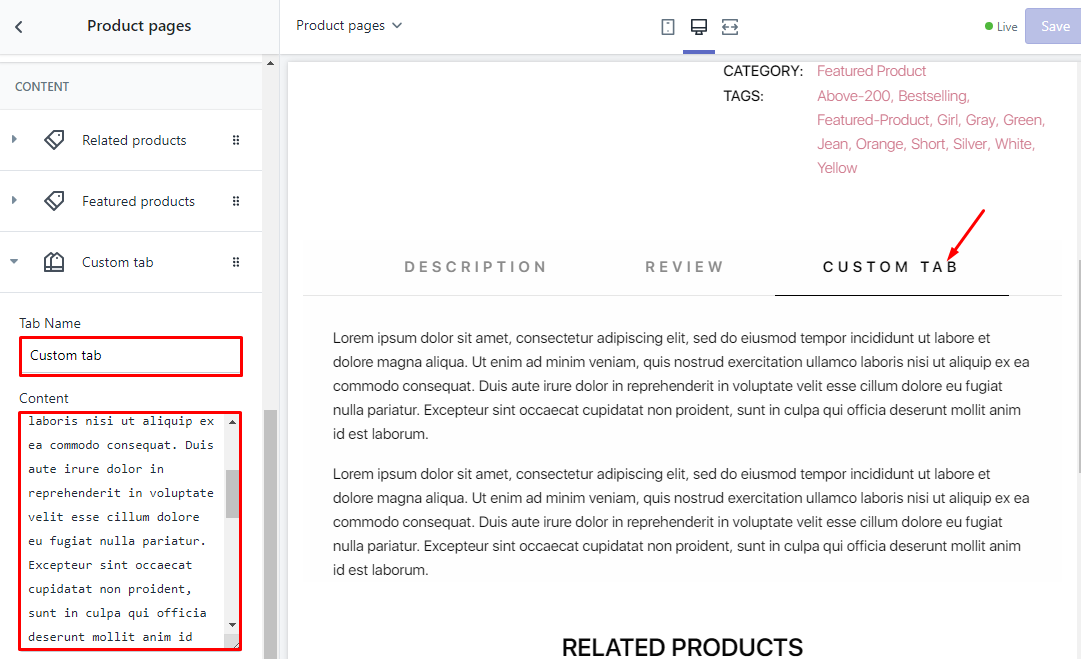 Product pages
Product pages
Live
Save
CONTENT
Related products
Featured products
Custom tab
Tab Name
Custom tab
Content
laboris nisi ut aliquip ex
ea commodo consequat. Duis
aute irure dolor in
reprehenderit in voluptate
velit esse cillum dolore
eu fugiat nulla pariatur.
Excepteur sint occaecat
cupidatat non proident,
sunt in culpa qui officia
deserunt mollit anim id
CATEGORY: Featured Product
TAGS: Above-200, Bestselling,
Featured-Product, Girl, Gray, Green,
Jean, Orange, Short, Silver, White,
Yellow
DESCRIPTION REVIEW CUSTOM TAB
Lorem ipsum dolor sit amet, consectetur adipiscing elit, sed do eiusmod tempor incididunt ut labore et
dolore magna aliqua. Ut enim ad minim veniam, quis nostrud exercitation ullamco laboris nisi ut aliquip ex ea
commodo consequat. Duis aute irure dolor in reprehenderit in voluptate velit esse cillum dolore eu fugiat
nulla pariatur. Excepteur sint occaecat cupidatat non proident, sunt in culpa qui officia deserunt mollit anim
id est laborum.
Lorem ipsum dolor sit amet, consectetur adipiscing elit, sed do eiusmod tempor incididunt ut labore et
dolore magna aliqua. Ut enim ad minim veniam, quis nostrud exercitation ullamco laboris nisi ut aliquip ex ea
commodo consequat. Duis aute irure dolor in reprehenderit in voluptate velit esse cillum dolore eu fugiat
nulla pariatur. Excepteur sint occaecat cupidatat non proident, sunt in culpa qui officia deserunt mollit anim
id est laborum.
RELATED PRODUCTS